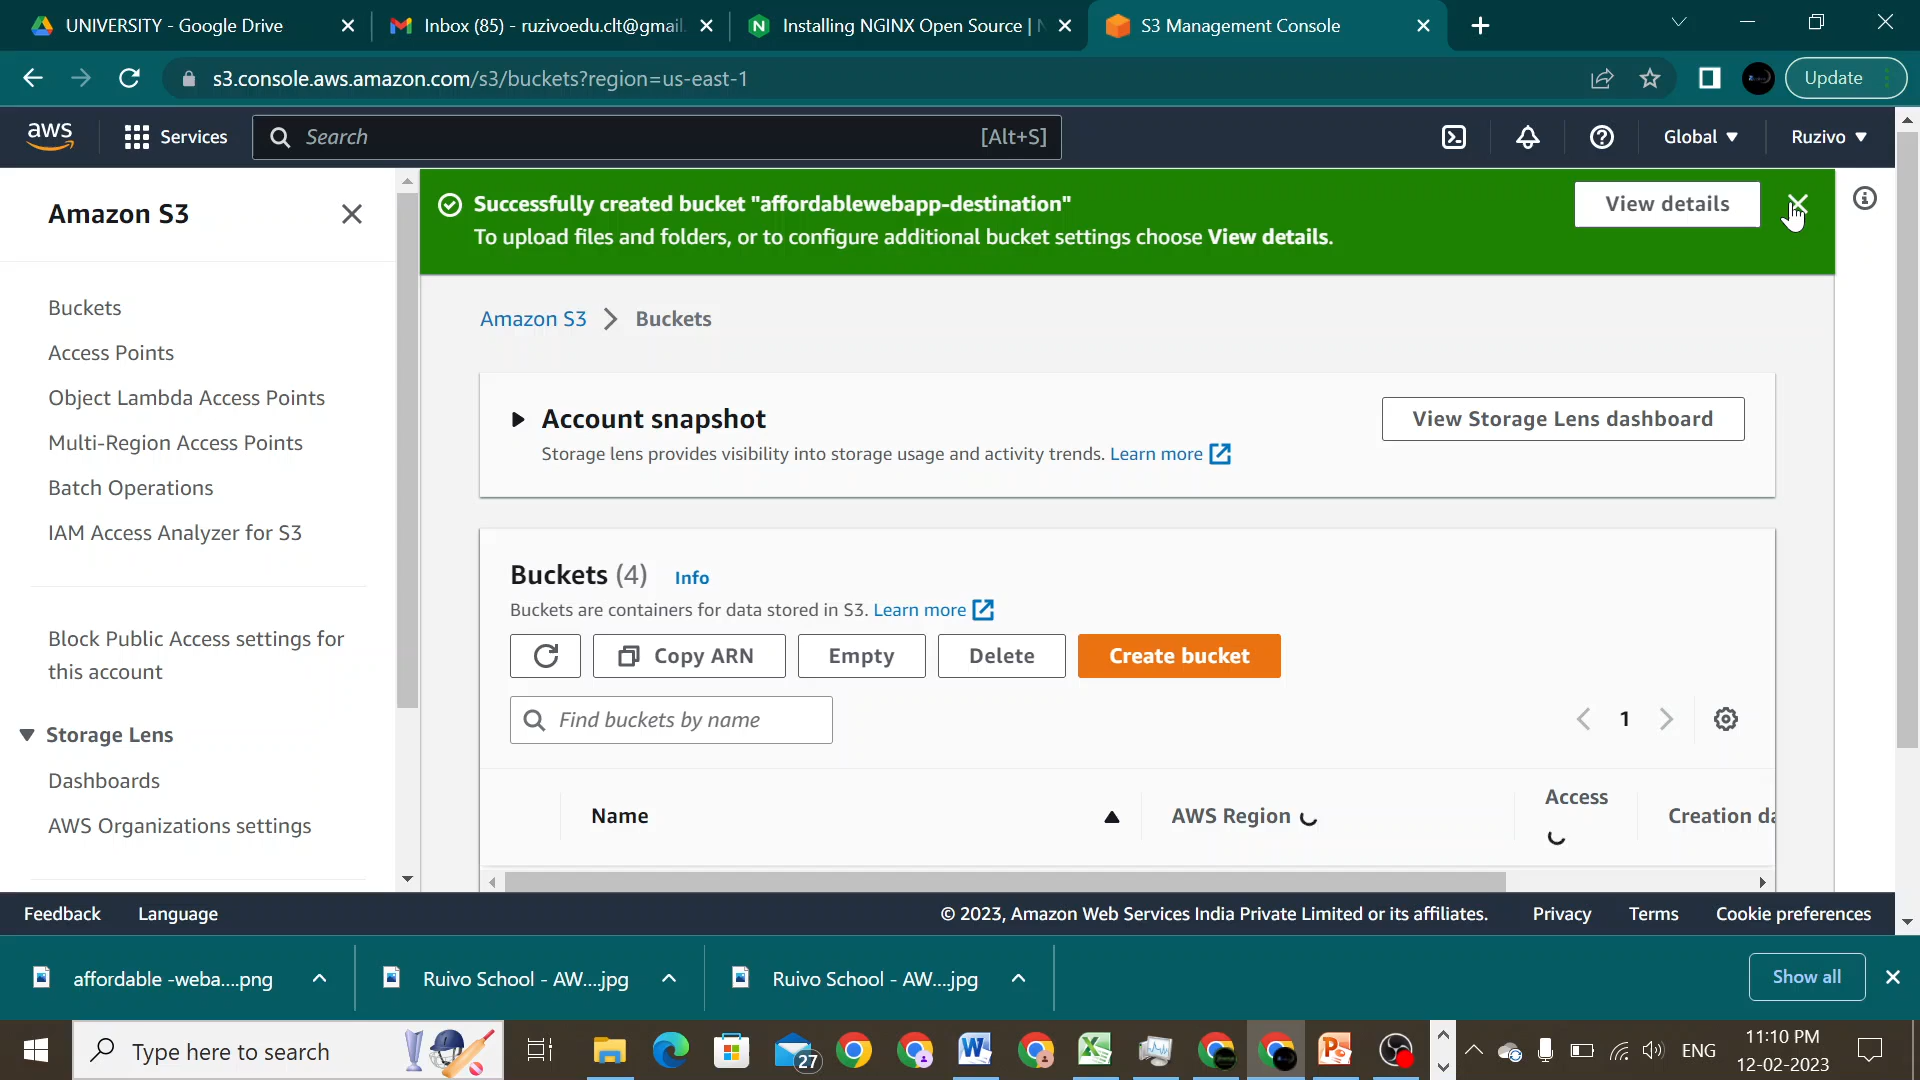 UNIVERSITY - Google Drive
Inbox (85) - ruzivoedu.clt@gmail.
Installing NGINX Open Source |
S3 Management Console
s3.console.aws.amazon.com/s3/buckets?region=us-east-1
Update
aws
Services
Search
[Alt+S]
Global
Ruzivo
Amazon S3
Buckets
Access Points
Object Lambda Access Points
Multi-Region Access Points
Batch Operations
IAM Access Analyzer for S3
Block Public Access settings for
this account
Storage Lens
Dashboards
AWS Organizations settings
Successfully created bucket "affordablewebapp-destination"
To upload files and folders, or to configure additional bucket settings choose View details.
View details
Amazon S3 > Buckets
Account snapshot
Storage lens provides visibility into storage usage and activity trends. Learn more
View Storage Lens dashboard
Buckets (4) Info
Buckets are containers for data stored in S3. Learn more
Copy ARN
Empty
Delete
Create bucket
Find buckets by name
1
Name
AWS Region
Access
Creation da
Feedback
Language
© 2023, Amazon Web Services India Private Limited or its affiliates.
Privacy
Terms
Cookie preferences
affordable -weba....png
Ruivo School - AW....jpg
Ruivo School - AW....jpg
Show all
Type here to search
27
ENG
11:10 PM
12-02-2023